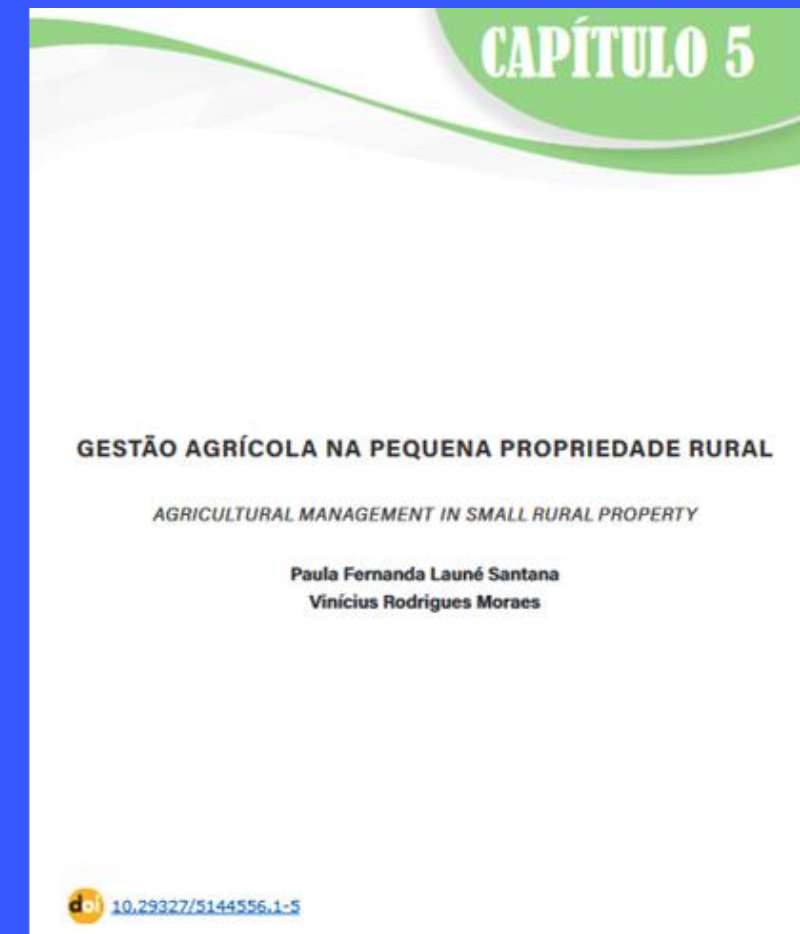 CAPÍTULO 5
GESTÃO AGRÍCOLA NA PEQUENA PROPRIEDADE RURAL
AGRICULTURAL MANAGEMENT IN SMALL RURAL PROPERTY
Paula Fernanda Launé Santana
Vinícius Rodrigues Moraes
doi 10.29327/5144556.1-5